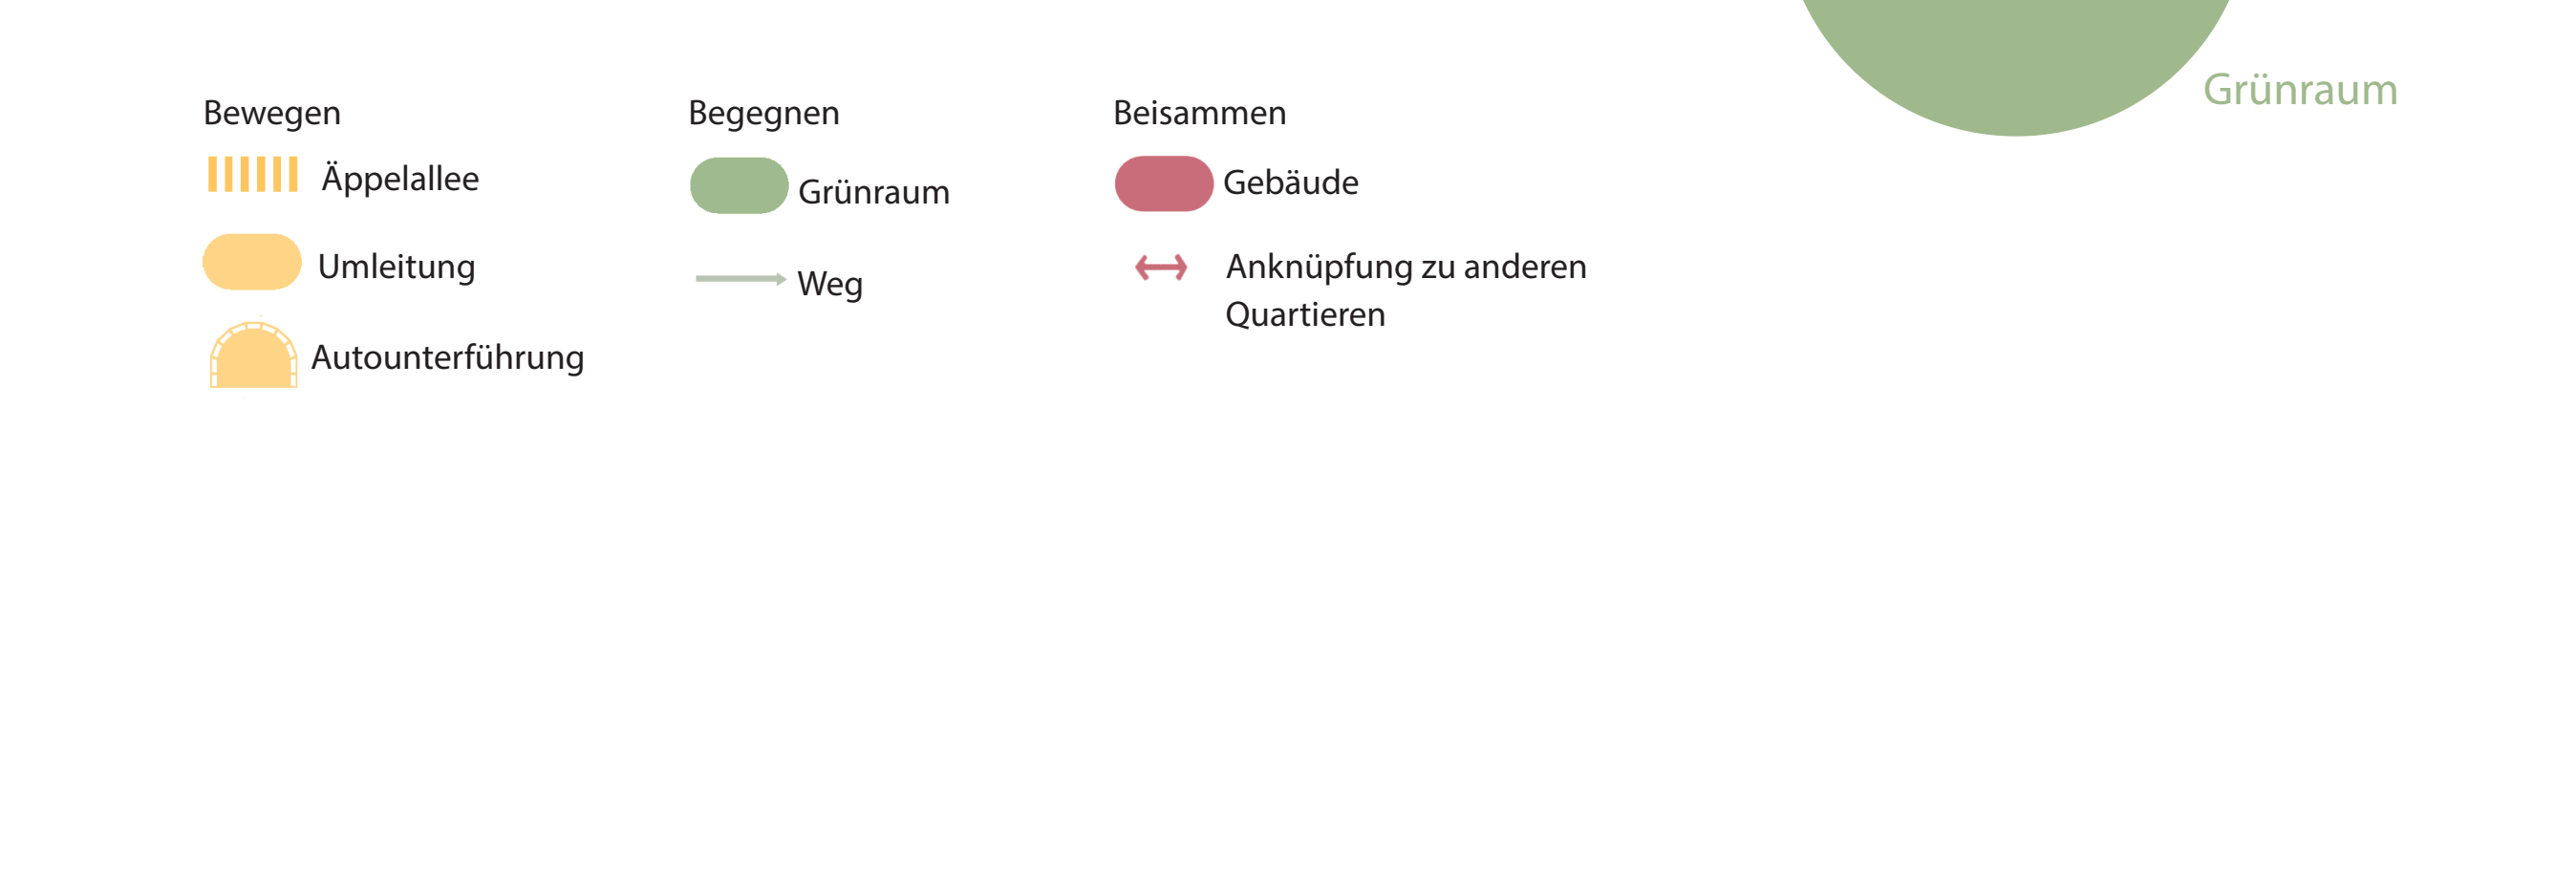 Grünraum
Bewegen
Äppelallee
Umleitung
Autounterführung
Begegnen
Grünraum
Weg
Beisammen
Gebäude
Anknüpfung zu anderen
Quartieren